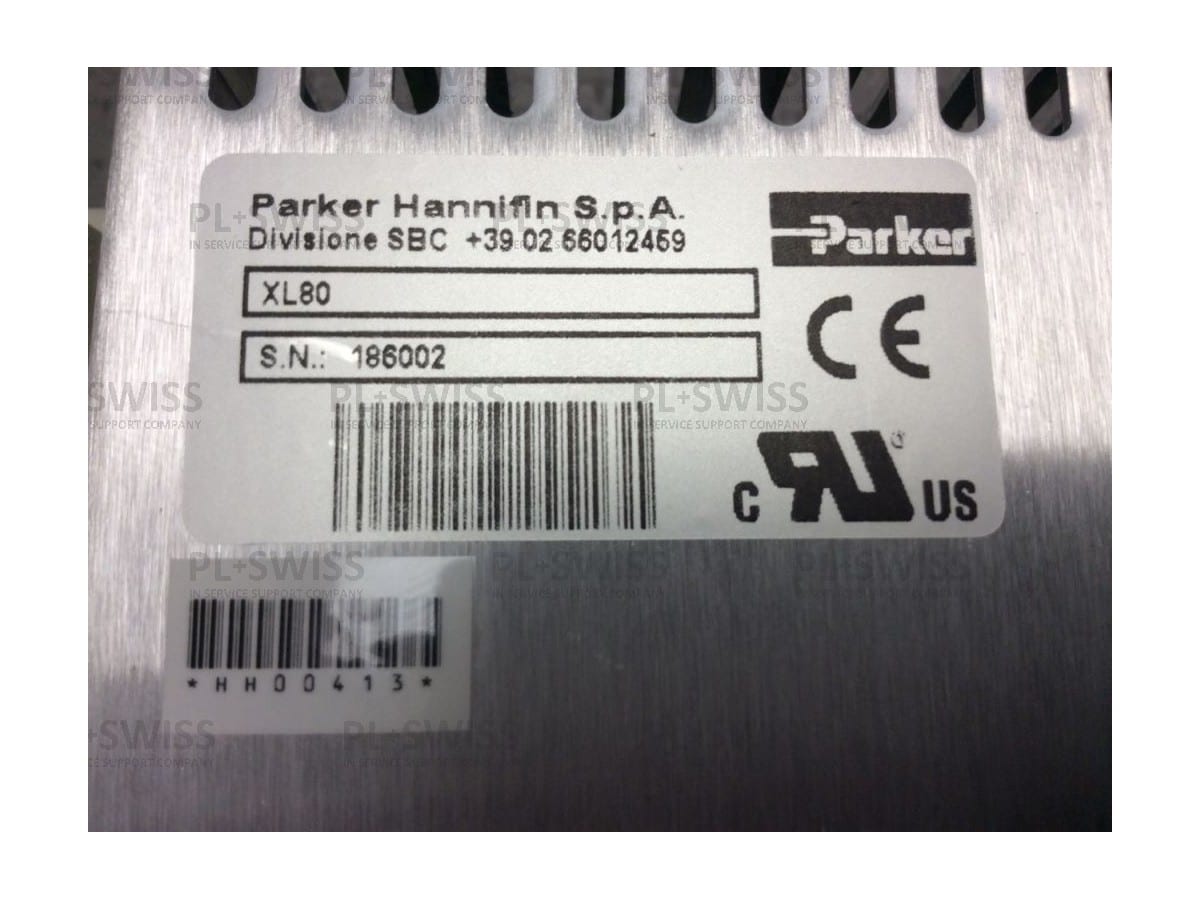 Parker Hannifin S.p.A.
Divisione SBC +39 02 66012459
Parker
XL80
CE
S.N.: 186002
C RU ® US
*HH00413*
PL+SWISS
IN SERVICE SUPPORT COMPANY